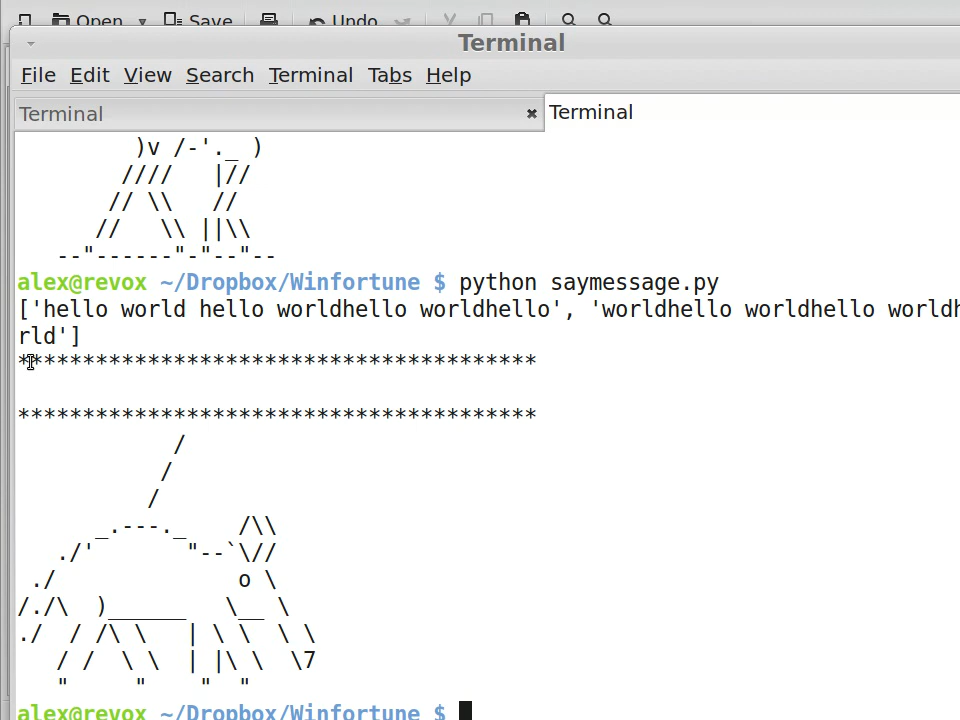 Open Save Undo
Terminal
File Edit View Search Terminal Tabs Help
Terminal Terminal
)v /-'._ )
////   |//
// \\   //
//   \\ ||\\
--"------"-"--"--
alex@revox ~/Dropbox/Winfortune $ python saymessage.py
['hello world hello worldhello worldhello', 'worldhello worldhello worldh
rld']
****************************************
****************************************
             /
            /
           /
      _.---._    /\\
   ./'       "--`\//
 ./              o \
/./\  )______   \__ \
./  / /\ \   | \ \  \ \
   / /  \ \  | |\ \  \7
   "     "    "  "
alex@revox ~/Dropbox/Winfortune $